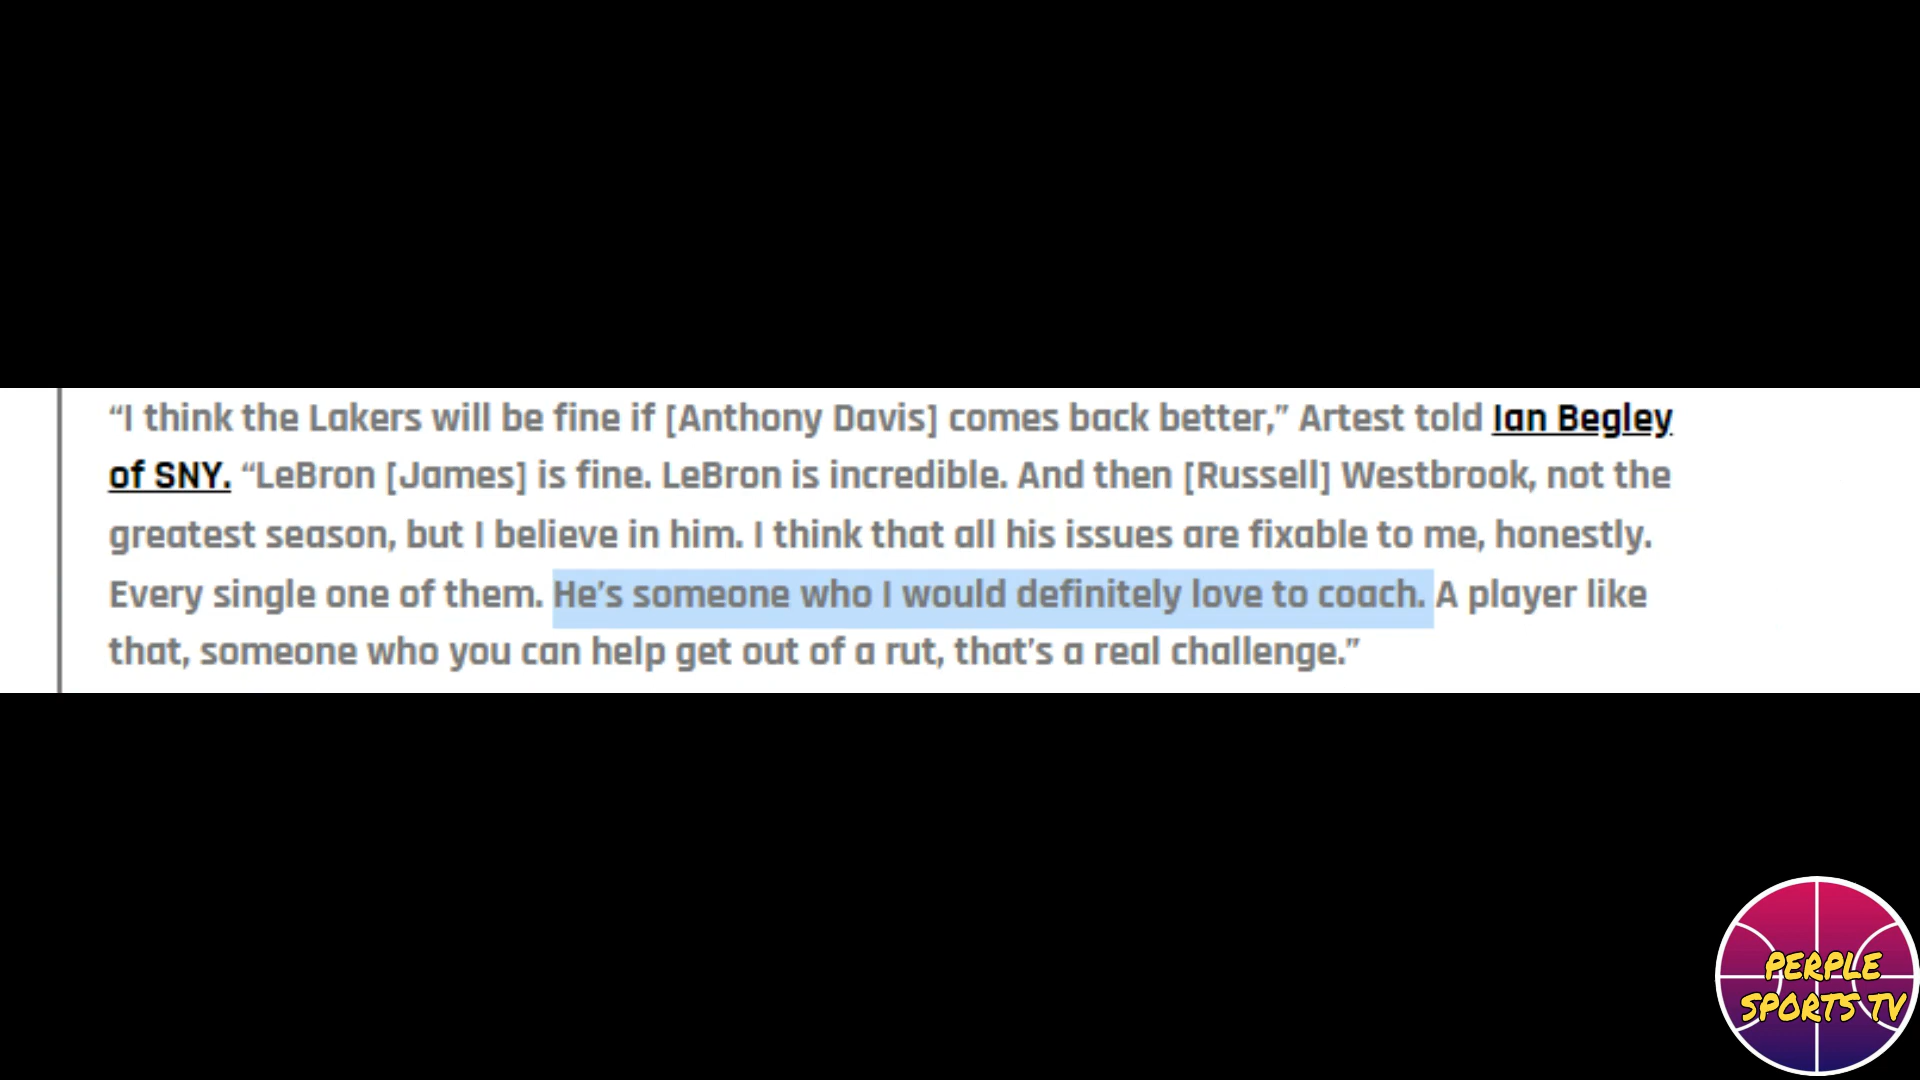 “I think the Lakers will be fine if [Anthony Davis] comes back better,” Artest told Ian Begley
of SNY. “LeBron [James] is fine. LeBron is incredible. And then [Russell] Westbrook, not the
greatest season, but I believe in him. I think that all his issues are fixable to me, honestly.
Every single one of them. He’s someone who I would definitely love to coach. A player like
that, someone who you can help get out of a rut, that’s a real challenge.”
PERPLE
SPORTS TV